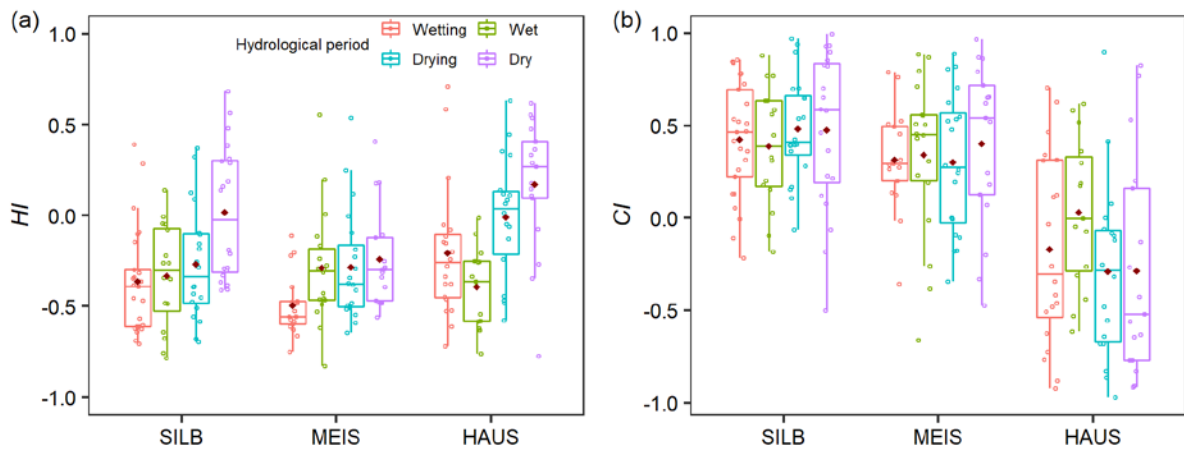 (a)
Hydrological period
Wetting
Wet
Drying
Dry
HI
1.0
0.5
0.0
-0.5
-1.0
SILB
MEIS
HAUS
(b)
CI
1.0
0.5
0.0
-0.5
-1.0
SILB
MEIS
HAUS